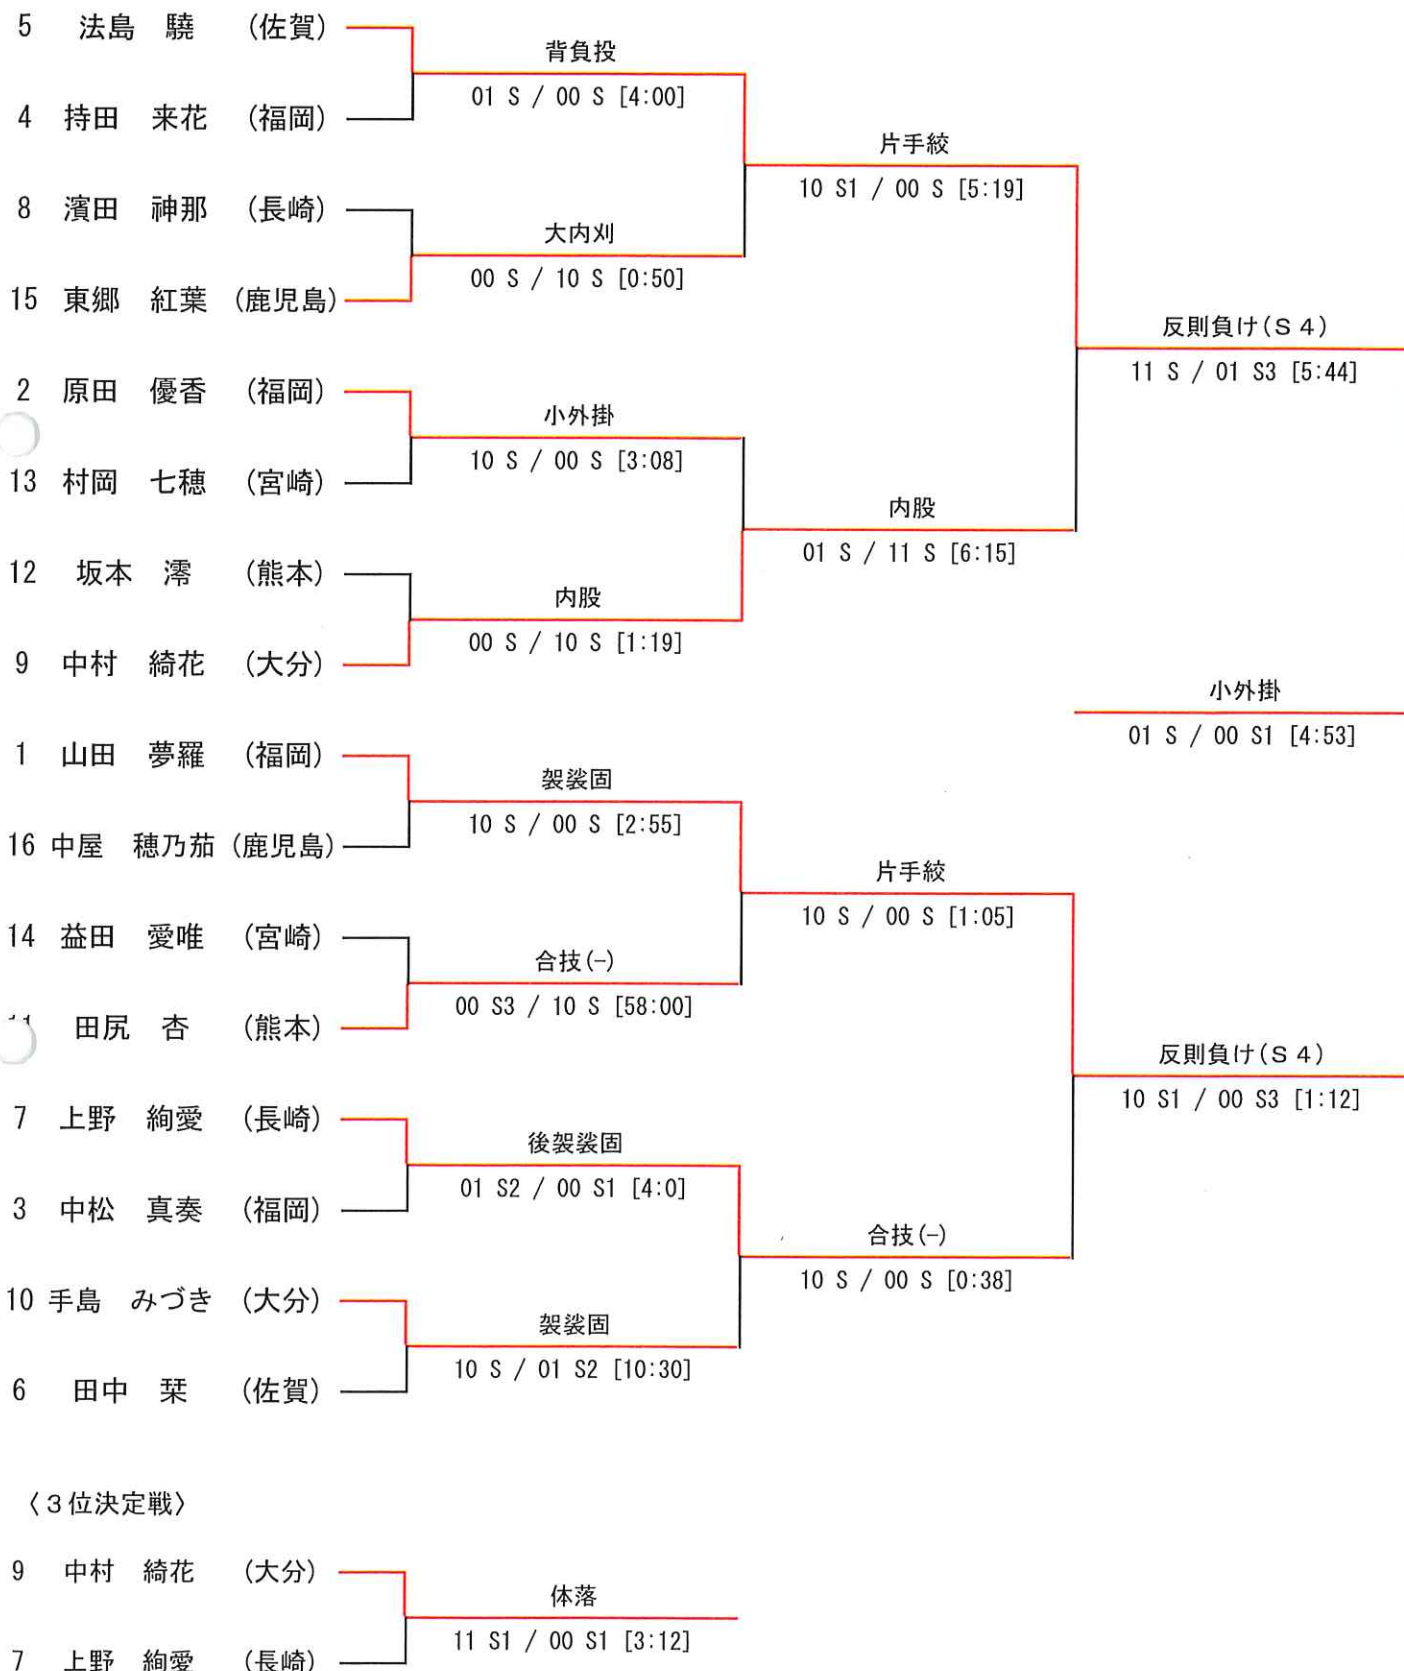 5 法島 驍 (佐賀)
背負投
01 S / 00 S [4:00]
4 持田 来花 (福岡)
片手絞
10 S1 / 00 S [5:19]
8 濱田 神那 (長崎)
大内刈
00 S / 10 S [0:50]
15 東郷 紅葉 (鹿児島)
反則負け(S 4)
11 S / 01 S3 [5:44]
2 原田 優香 (福岡)
小外掛
10 S / 00 S [3:08]
13 村岡 七穂 (宮崎)
内股
01 S / 11 S [6:15]
12 坂本 澪 (熊本)
内股
00 S / 10 S [1:19]
9 中村 綺花 (大分)
小外掛
01 S / 00 S1 [4:53]
1 山田 夢羅 (福岡)
袈裟固
10 S / 00 S [2:55]
16 中屋 穂乃茄 (鹿児島)
片手絞
10 S / 00 S [1:05]
14 益田 愛唯 (宮崎)
合技(-)
00 S3 / 10 S [58:00]
田尻 杏 (熊本)
反則負け(S 4)
10 S1 / 00 S3 [1:12]
7 上野 絢愛 (長崎)
後袈裟固
01 S2 / 00 S1 [4:0]
3 中松 真奏 (福岡)
合技(-)
10 S / 00 S [0:38]
10 手島 みづき (大分)
袈裟固
10 S / 01 S2 [10:30]
6 田中 栞 (佐賀)
〈3位決定戦〉
9 中村 綺花 (大分)
体落
11 S1 / 00 S1 [3:12]
7 上野 絢愛 (長崎)